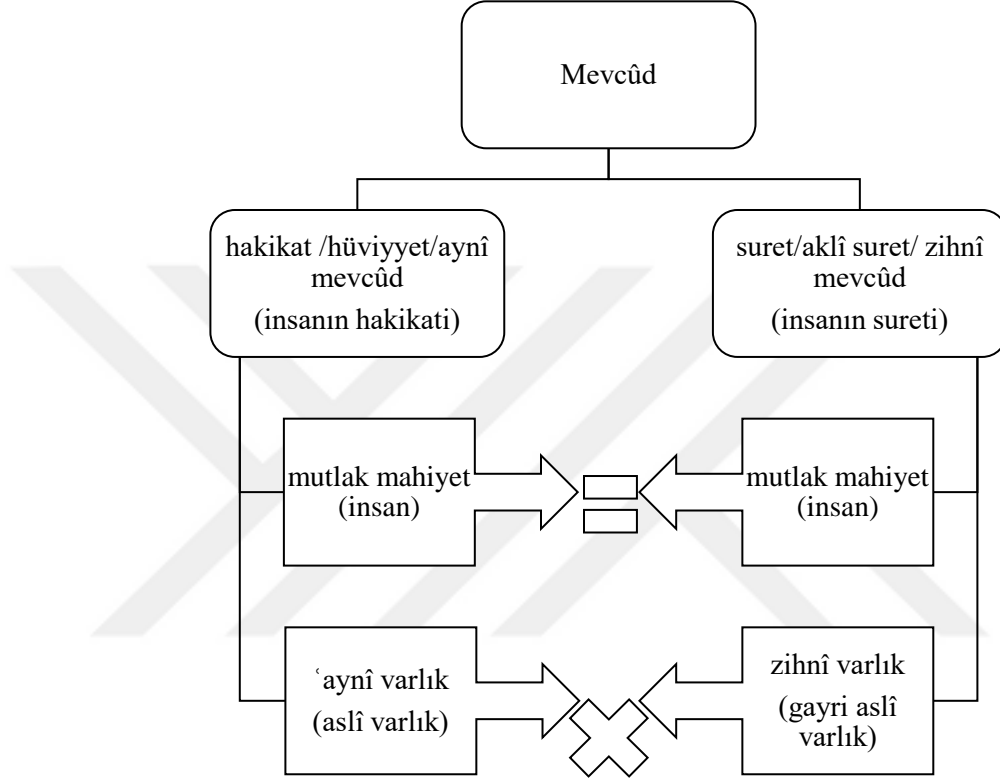 Mevcûd
hakikat /hüviyyet/aynî
mevcûd
(insanın hakikati)
suret/aklî suret/ zihnî
mevcûd
(insanın sureti)
mutlak mahiyet
(insan)
mutlak mahiyet
(insan)
ʿaynî varlık
(aslî varlık)
zihnî varlık
(gayri aslî
varlık)